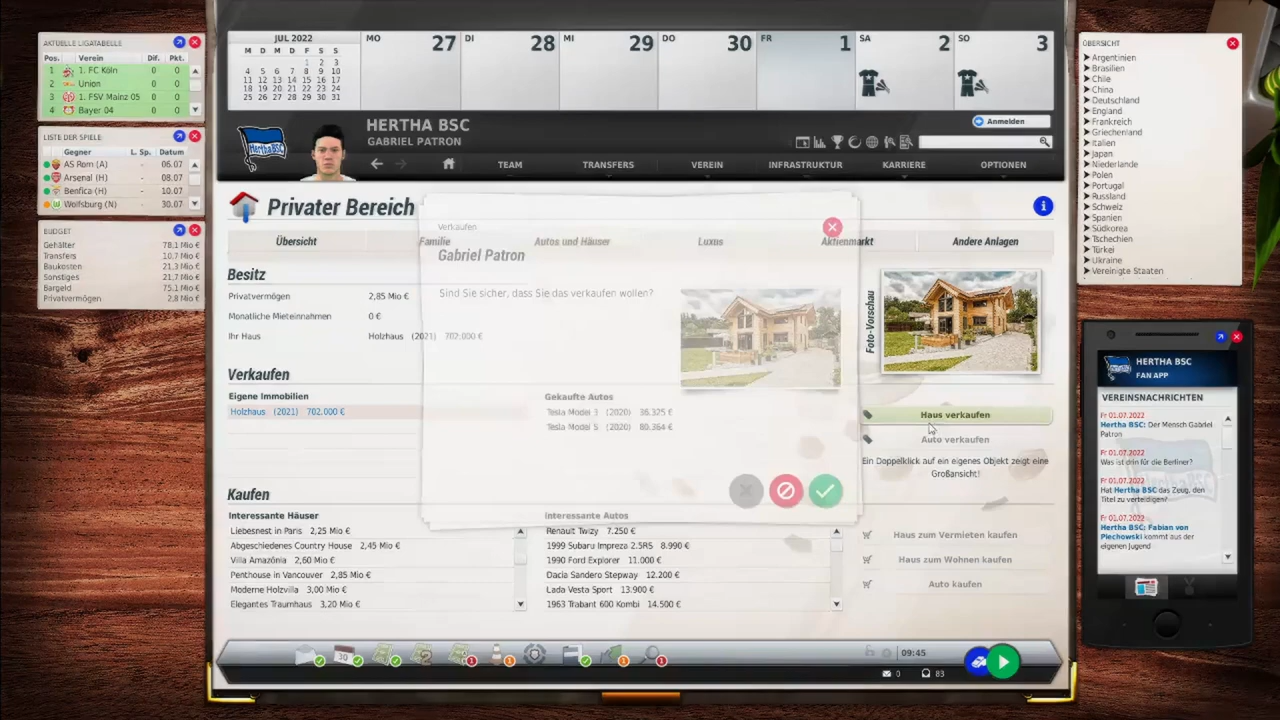 AKTUELLE LIGATABELLE
Pos. Verein Dif. Pkt.
1 1. FC Köln 0 0
2 Union 0 0
3 1. FSV Mainz 05 0 0
4 Bayer 04 0 0
LISTE DER SPIELE
Gegner L. Sp. Datum
AS Rom (A) - 06.07
Arsenal (H) - 08.07
Benfica (H) - 10.07
Wolfsburg (N) - 30.07
BUDGET
Gehälter 78,1 Mio €
Transfers 10,7 Mio €
Baukosten 21,3 Mio €
Sonstiges 21,7 Mio €
Bargeld 75,1 Mio €
Privatvermögen 2,8 Mio €
JUL 2022
M D M D F S S
1 2 3
4 5 6 7 8 9 10
11 12 13 14 15 16 17
18 19 20 21 22 23 24
25 26 27 28 29 30 31
MO 27 DI 28 MI 29 DO 30 FR 1 SA 2 SO 3
Hertha BSC
HERTHA BSC
GABRIEL PATRON
Anmelden
TEAM TRANSFERS VEREIN INFRASTRUKTUR KARRIERE OPTIONEN
Privater Bereich
Übersicht Familie Autos und Häuser Luxus Aktienmarkt Andere Anlagen
Verkaufen
Gabriel Patron
Sind Sie sicher, dass Sie das verkaufen wollen?
Besitz
Privatvermögen 2,85 Mio €
Monatliche Mieteinnahmen 0 €
Ihr Haus Holzhaus (2021) 702.000 €
Foto-Vorschau
Verkaufen
Eigene Immobilien
Holzhaus (2021) 702.000 €
Gekaufte Autos
Tesla Model 3 (2020) 36.325 €
Tesla Model S (2020) 80.364 €
Haus verkaufen
Auto verkaufen
Ein Doppelklick auf ein eigenes Objekt zeigt eine
Großansicht!
Kaufen
Interessante Häuser
Liebesnest in Paris 2,25 Mio €
Abgeschiedenes Country House 2,45 Mio €
Villa Amazônia 2,60 Mio €
Penthouse in Vancouver 2,85 Mio €
Moderne Holzvilla 3,00 Mio €
Elegantes Traumhaus 3,20 Mio €
Interessante Autos
Renault Twizy 7.250 €
1999 Subaru Impreza 2.5RS 8.990 €
1990 Ford Explorer 11.000 €
Dacia Sandero Stepway 12.200 €
Lada Vesta Sport 13.900 €
1963 Trabant 600 Kombi 14.500 €
Haus zum Vermieten kaufen
Haus zum Wohnen kaufen
Auto kaufen
30
1
1
1
1
09:45
0 83
ÜBERSICHT
Argentinien
Brasilien
Chile
China
Deutschland
England
Frankreich
Griechenland
Italien
Japan
Niederlande
Polen
Portugal
Russland
Schweiz
Spanien
Südkorea
Tschechien
Türkei
Ukraine
Vereinigte Staaten
HERTHA BSC
FAN APP
VEREINSNACHRICHTEN
Fr 01.07.2022
Hertha BSC: Der Mensch Gabriel
Patron
Fr 01.07.2022
Was ist drin für die Berliner?
Fr 01.07.2022
Hat Hertha BSC das Zeug, den
Titel zu verteidigen?
Fr 01.07.2022
Hertha BSC: Fabian von
Plechowski kommt aus der
eigenen Jugend